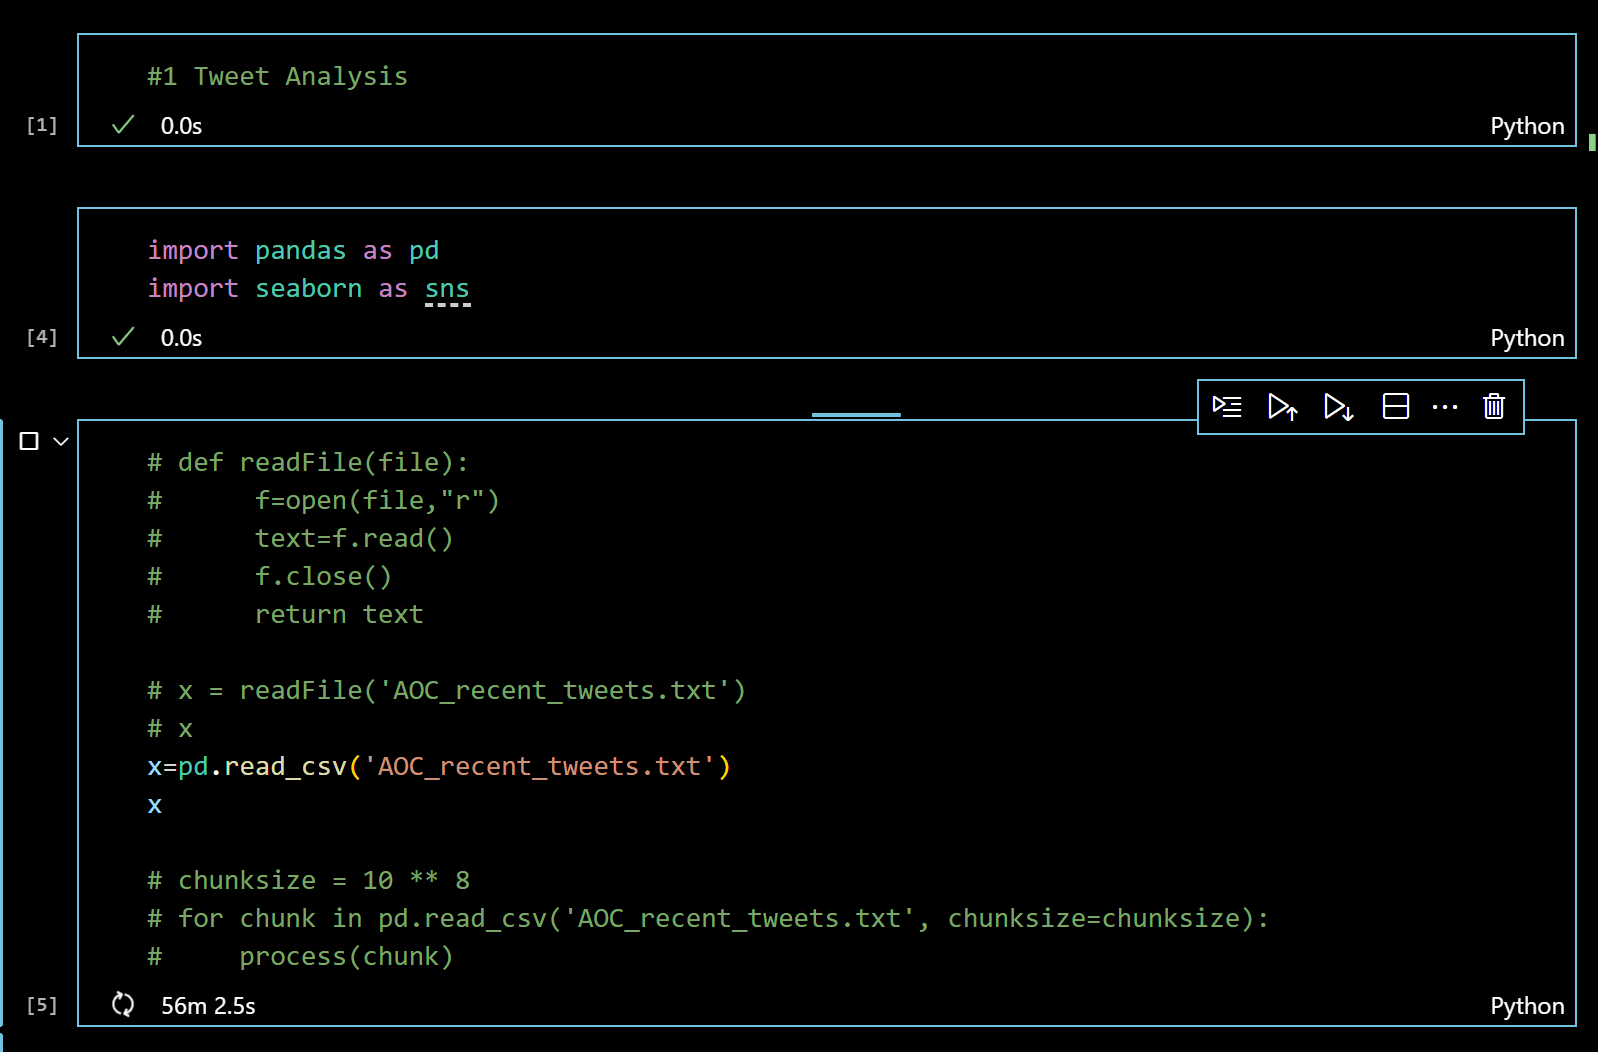 #1 Tweet Analysis
[1] 0.0s Python
import pandas as pd
import seaborn as sns
[4] 0.0s Python
# def readFile(file):
#      f=open(file,"r")
#      text=f.read()
#      f.close()
#      return text
# x = readFile('AOC_recent_tweets.txt')
# x
x=pd.read_csv('AOC_recent_tweets.txt')
x
# chunksize = 10 ** 8
# for chunk in pd.read_csv('AOC_recent_tweets.txt', chunksize=chunksize):
#     process(chunk)
[5] 56m 2.5s Python